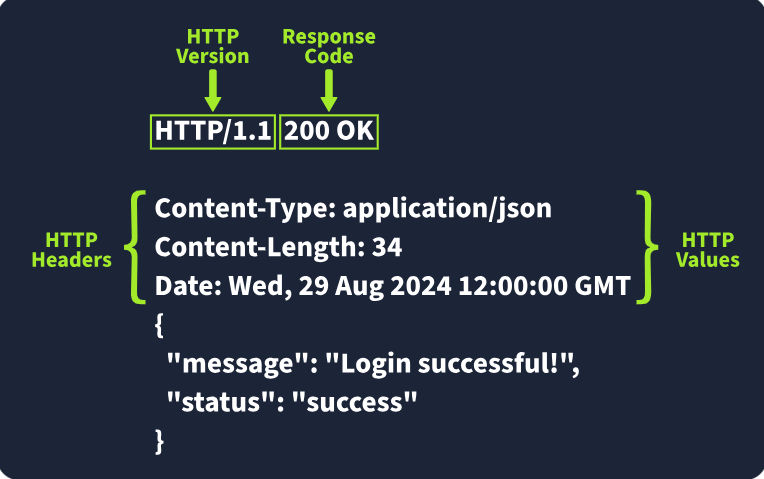 HTTP
Version
Response
Code
HTTP/1.1 200 OK
HTTP
Headers
Content-Type: application/json
Content-Length: 34
Date: Wed, 29 Aug 2024 12:00:00 GMT
HTTP
Values
{
"message": "Login successful!",
"status": "success"
}